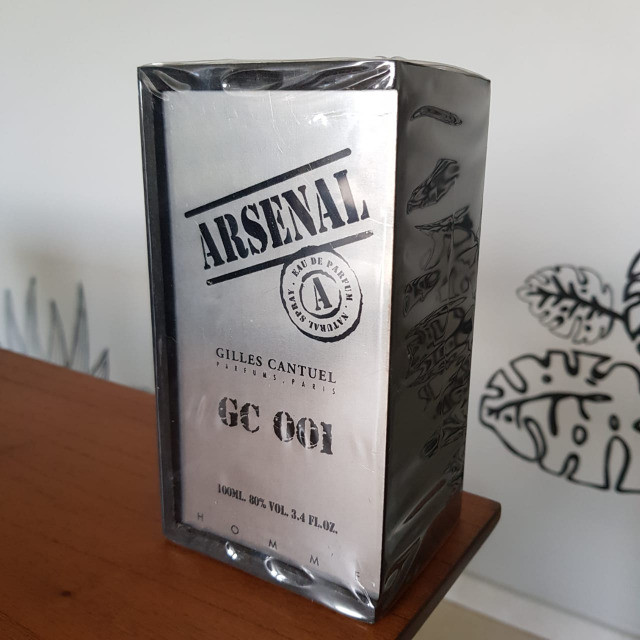 ARSENAL
EAU DE PARFUM · NATURAL SPRAY ·
A
GILLES CANTUEL
PARFUMS. PARIS
GC 001
100ML. 80% VOL. 3.4 FL.OZ.
HOMME